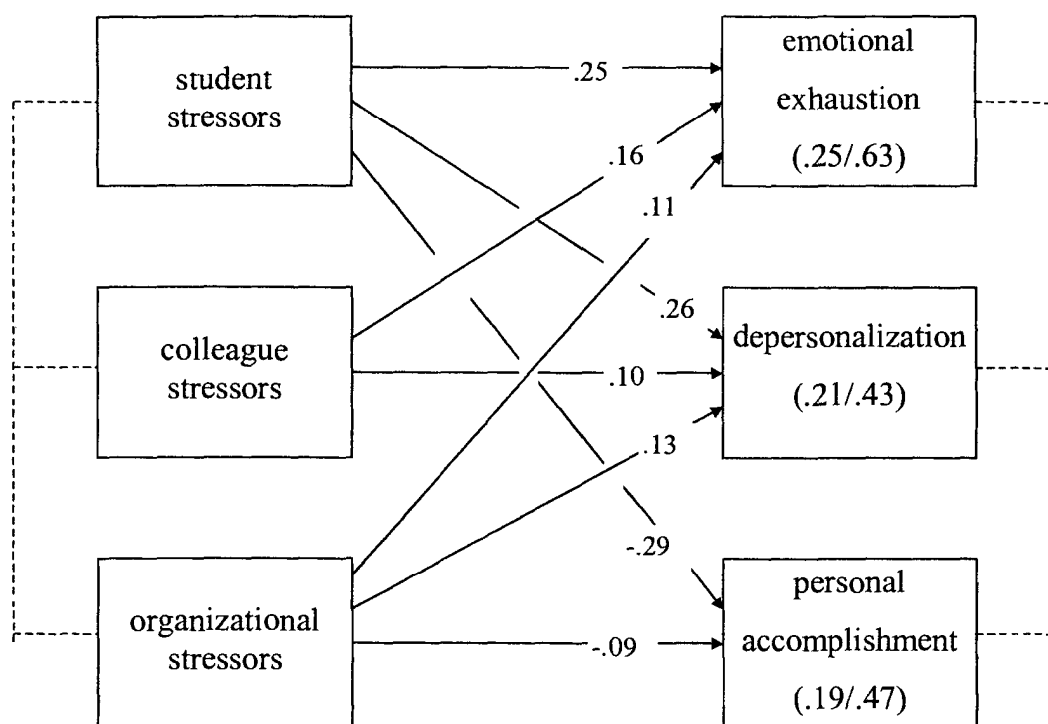 student
stressors
.25
emotional
exhaustion
(.25/.63)
.16
.11
colleague
stressors
.26
.10
depersonalization
(.21/.43)
.13
organizational
stressors
-.29
-.09
personal
accomplishment
(.19/.47)